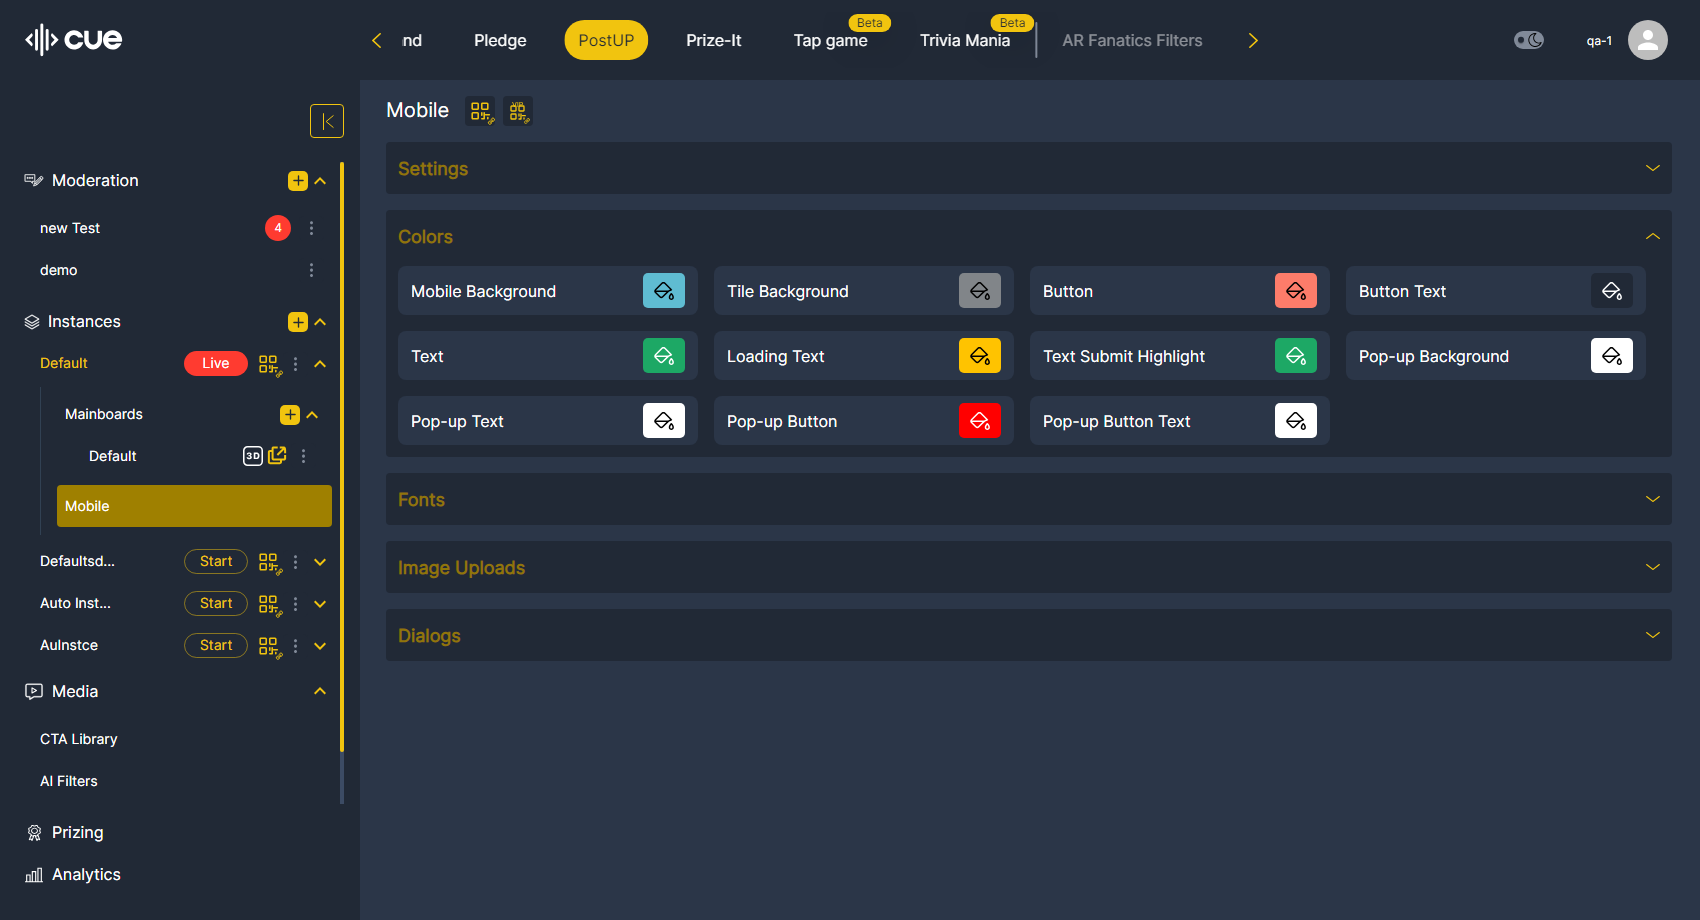 cue
nd
Pledge
PostUP
Prize-It
Beta
Tap game
Beta
Trivia Mania
AR Fanatics Filters
qa-1
Moderation
new Test
4
demo
Instances
Default
Live
Mainboards
Default
3D
Mobile
Defaultsd...
Start
Auto Inst...
Start
AuInstce
Start
Media
CTA Library
AI Filters
Prizing
Analytics
Mobile
Settings
Colors
Mobile Background
Tile Background
Button
Button Text
Text
Loading Text
Text Submit Highlight
Pop-up Background
Pop-up Text
Pop-up Button
Pop-up Button Text
Fonts
Image Uploads
Dialogs